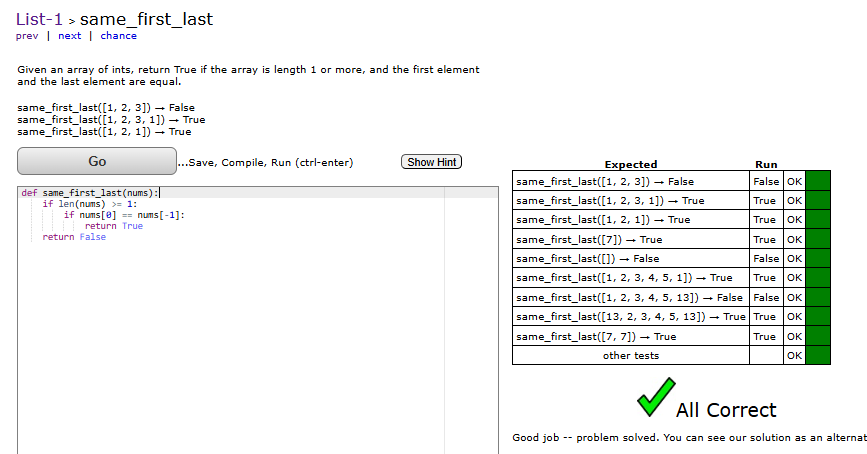 List-1 > same_first_last
prev | next | chance
Given an array of ints, return True if the array is length 1 or more, and the first element
and the last element are equal.
same_first_last([1, 2, 3]) → False
same_first_last([1, 2, 3, 1]) → True
same_first_last([1, 2, 1]) → True
Go
...Save, Compile, Run (ctrl-enter)
Show Hint
def same_first_last(nums):
    if len(nums) >= 1:
        if nums[0] == nums[-1]:
            return True
    return False
Expected Run
same_first_last([1, 2, 3]) → False False OK
same_first_last([1, 2, 3, 1]) → True True OK
same_first_last([1, 2, 1]) → True True OK
same_first_last([7]) → True True OK
same_first_last([]) → False False OK
same_first_last([1, 2, 3, 4, 5, 1]) → True True OK
same_first_last([1, 2, 3, 4, 5, 13]) → False False OK
same_first_last([13, 2, 3, 4, 5, 13]) → True True OK
same_first_last([7, 7]) → True True OK
other tests OK
All Correct
Good job -- problem solved. You can see our solution as an alternat